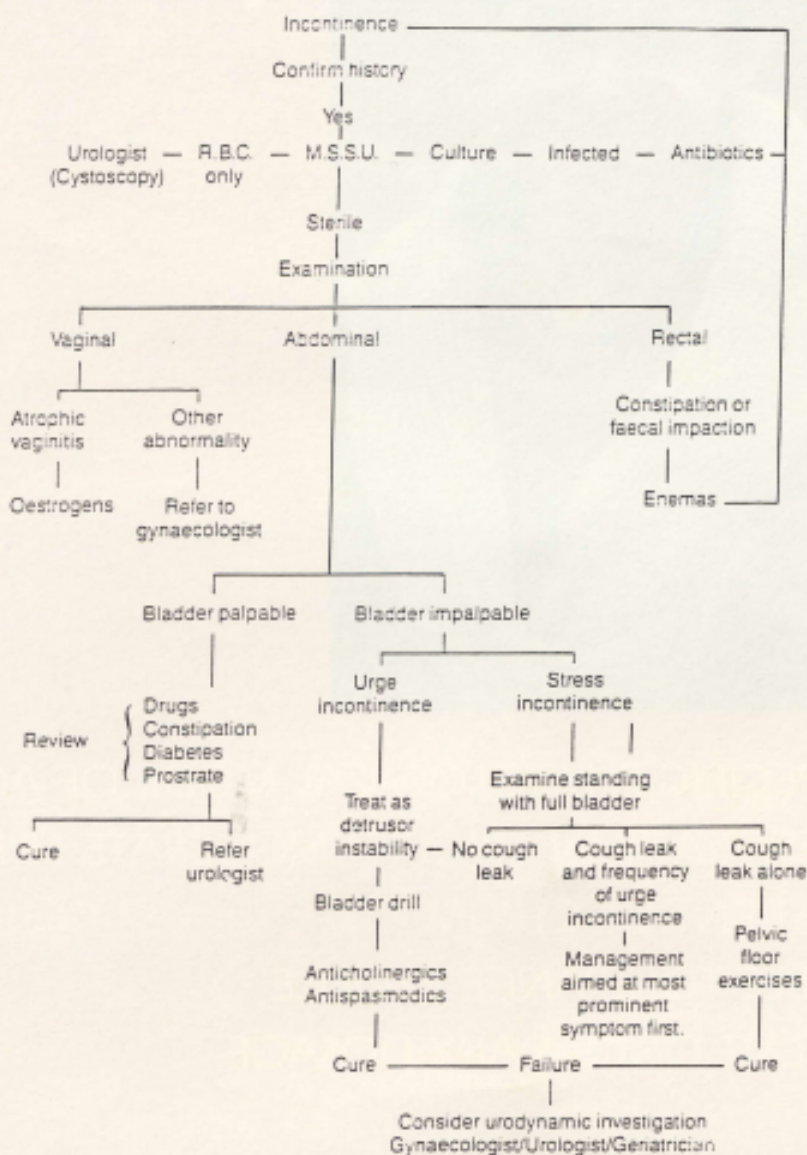 Incontinence
Confirm history
Yes
Urologist — R.B.C. — M.S.S.U. — Culture — Infected — Antibiotics
(Cystoscopy) only
Sterile
Examination
Vaginal Abdominal Rectal
Atrophic Other Constipation or
vaginitis abnormality faecal impaction
Oestrogens Refer to Enemas
gynaecologist
Bladder palpable Bladder impalpable
Urge Stress
incontinence incontinence
Review
Drugs
Constipation
Diabetes
Prostrate
Examine standing
with full bladder
Cure Refer
urologist
Treat as
detrusor
instability — No cough
leak
Cough leak
and frequency
of urge
incontinence
Cough
leak alone
Bladder drill
Management
aimed at most
prominent
symptom first.
Pelvic
floor
exercises
Anticholinergics
Antispasmodics
Cure — Failure — Cure
Consider urodynamic investigation
Gynaecologist/Urologist/Geriatrician